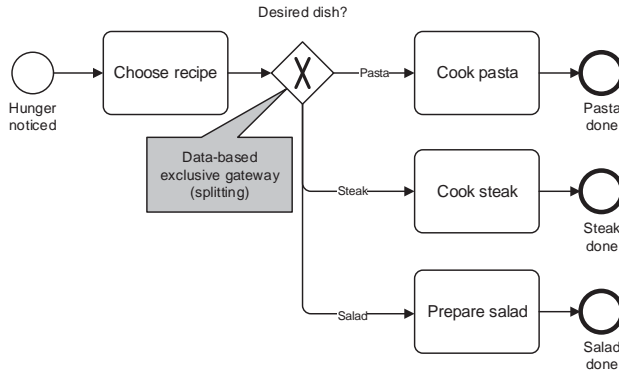 Desired dish?
Choose recipe
Pasta
Cook pasta
Hunger
noticed
Pasta
done
Data-based
exclusive gateway
(splitting)
Steak
Cook steak
Steak
done
Salad
Prepare salad
Salad
done